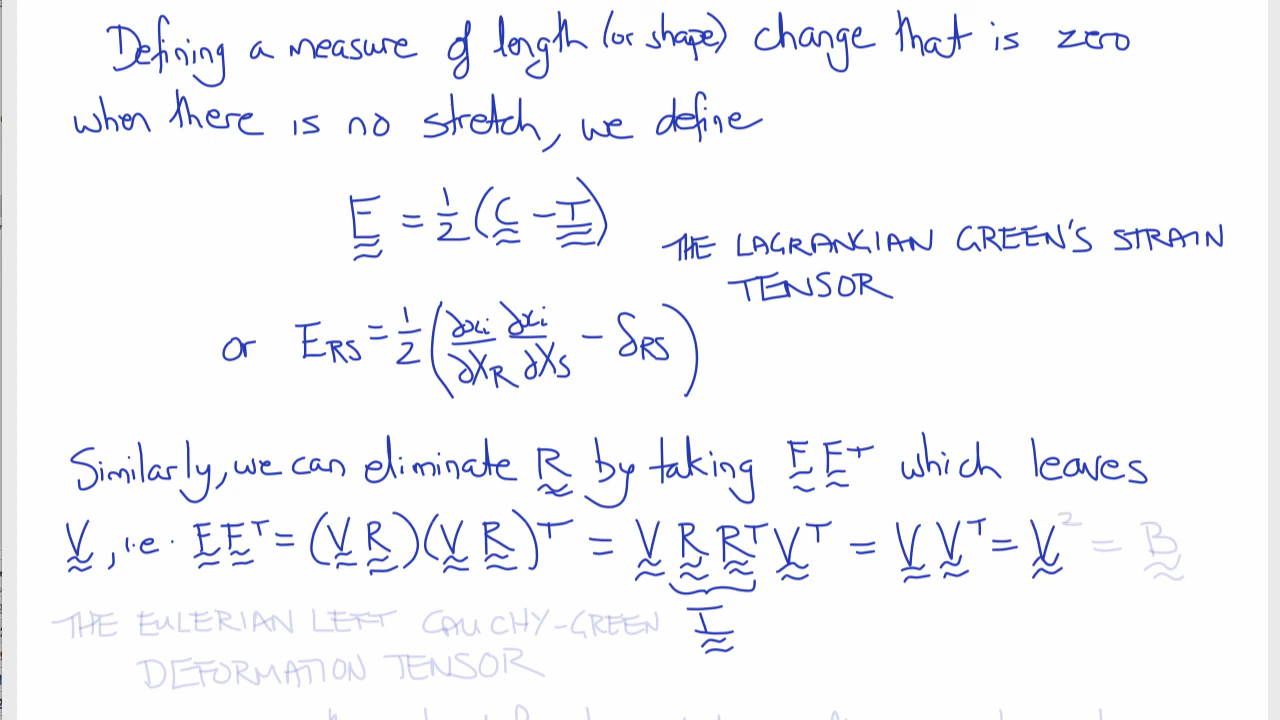 Defining a measure of length (or shape) change that is zero
when there is no stretch, we define
E = 1/2 (C - I)
THE LAGRANGIAN GREEN'S STRAIN
TENSOR
or E_RS = 1/2 (∂x_i/∂X_R ∂x_i/∂X_S - δ_RS)
Similarly, we can eliminate R by taking F F^T which leaves
V, i.e. F F^T = (V R)(V R)^T = V R R^T V^T = V V^T = V^2 = B
I
THE EULERIAN LEFT CAUCHY-GREEN
DEFORMATION TENSOR